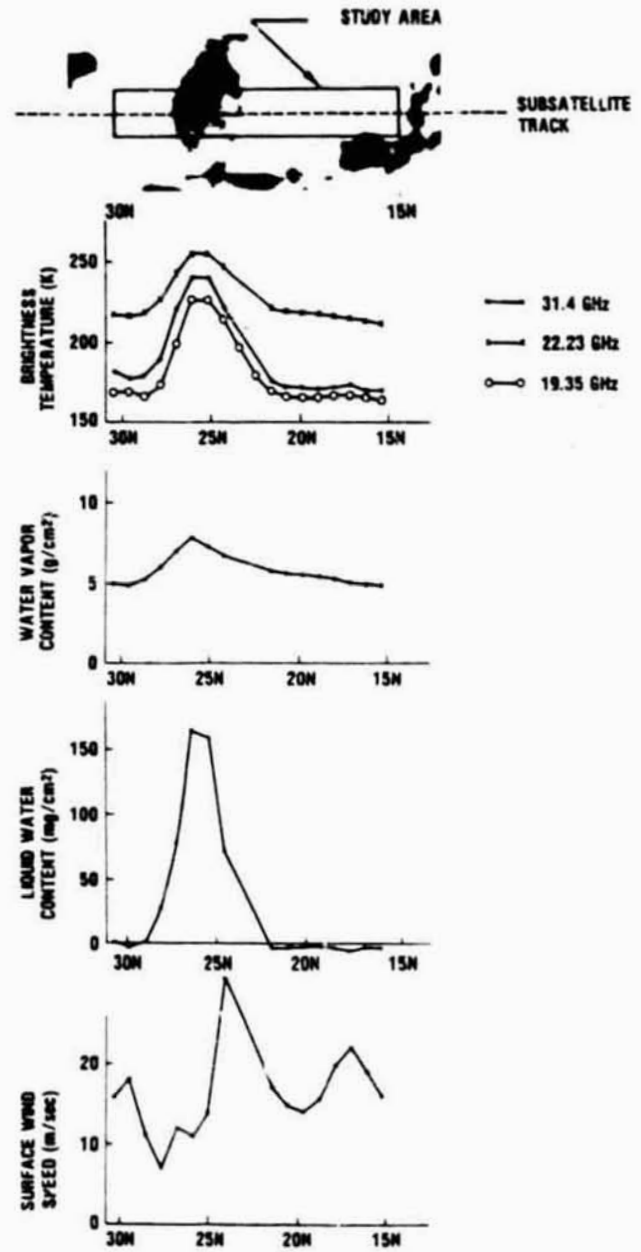 STUDY AREA
SUBSATELLITE
TRACK
30N 15N
BRIGHTNESS
TEMPERATURE (K)
250
200
150
30N 25N 20N 15N
31.4 GHz
22.23 GHz
19.35 GHz
WATER VAPOR
CONTENT (g/cm²)
10
5
0
30N 25N 20N 15N
LIQUID WATER
CONTENT (mg/cm²)
150
100
50
0
30N 25N 20N 15N
SURFACE WIND
SPEED (m/sec)
20
10
0
30N 25N 20N 15N